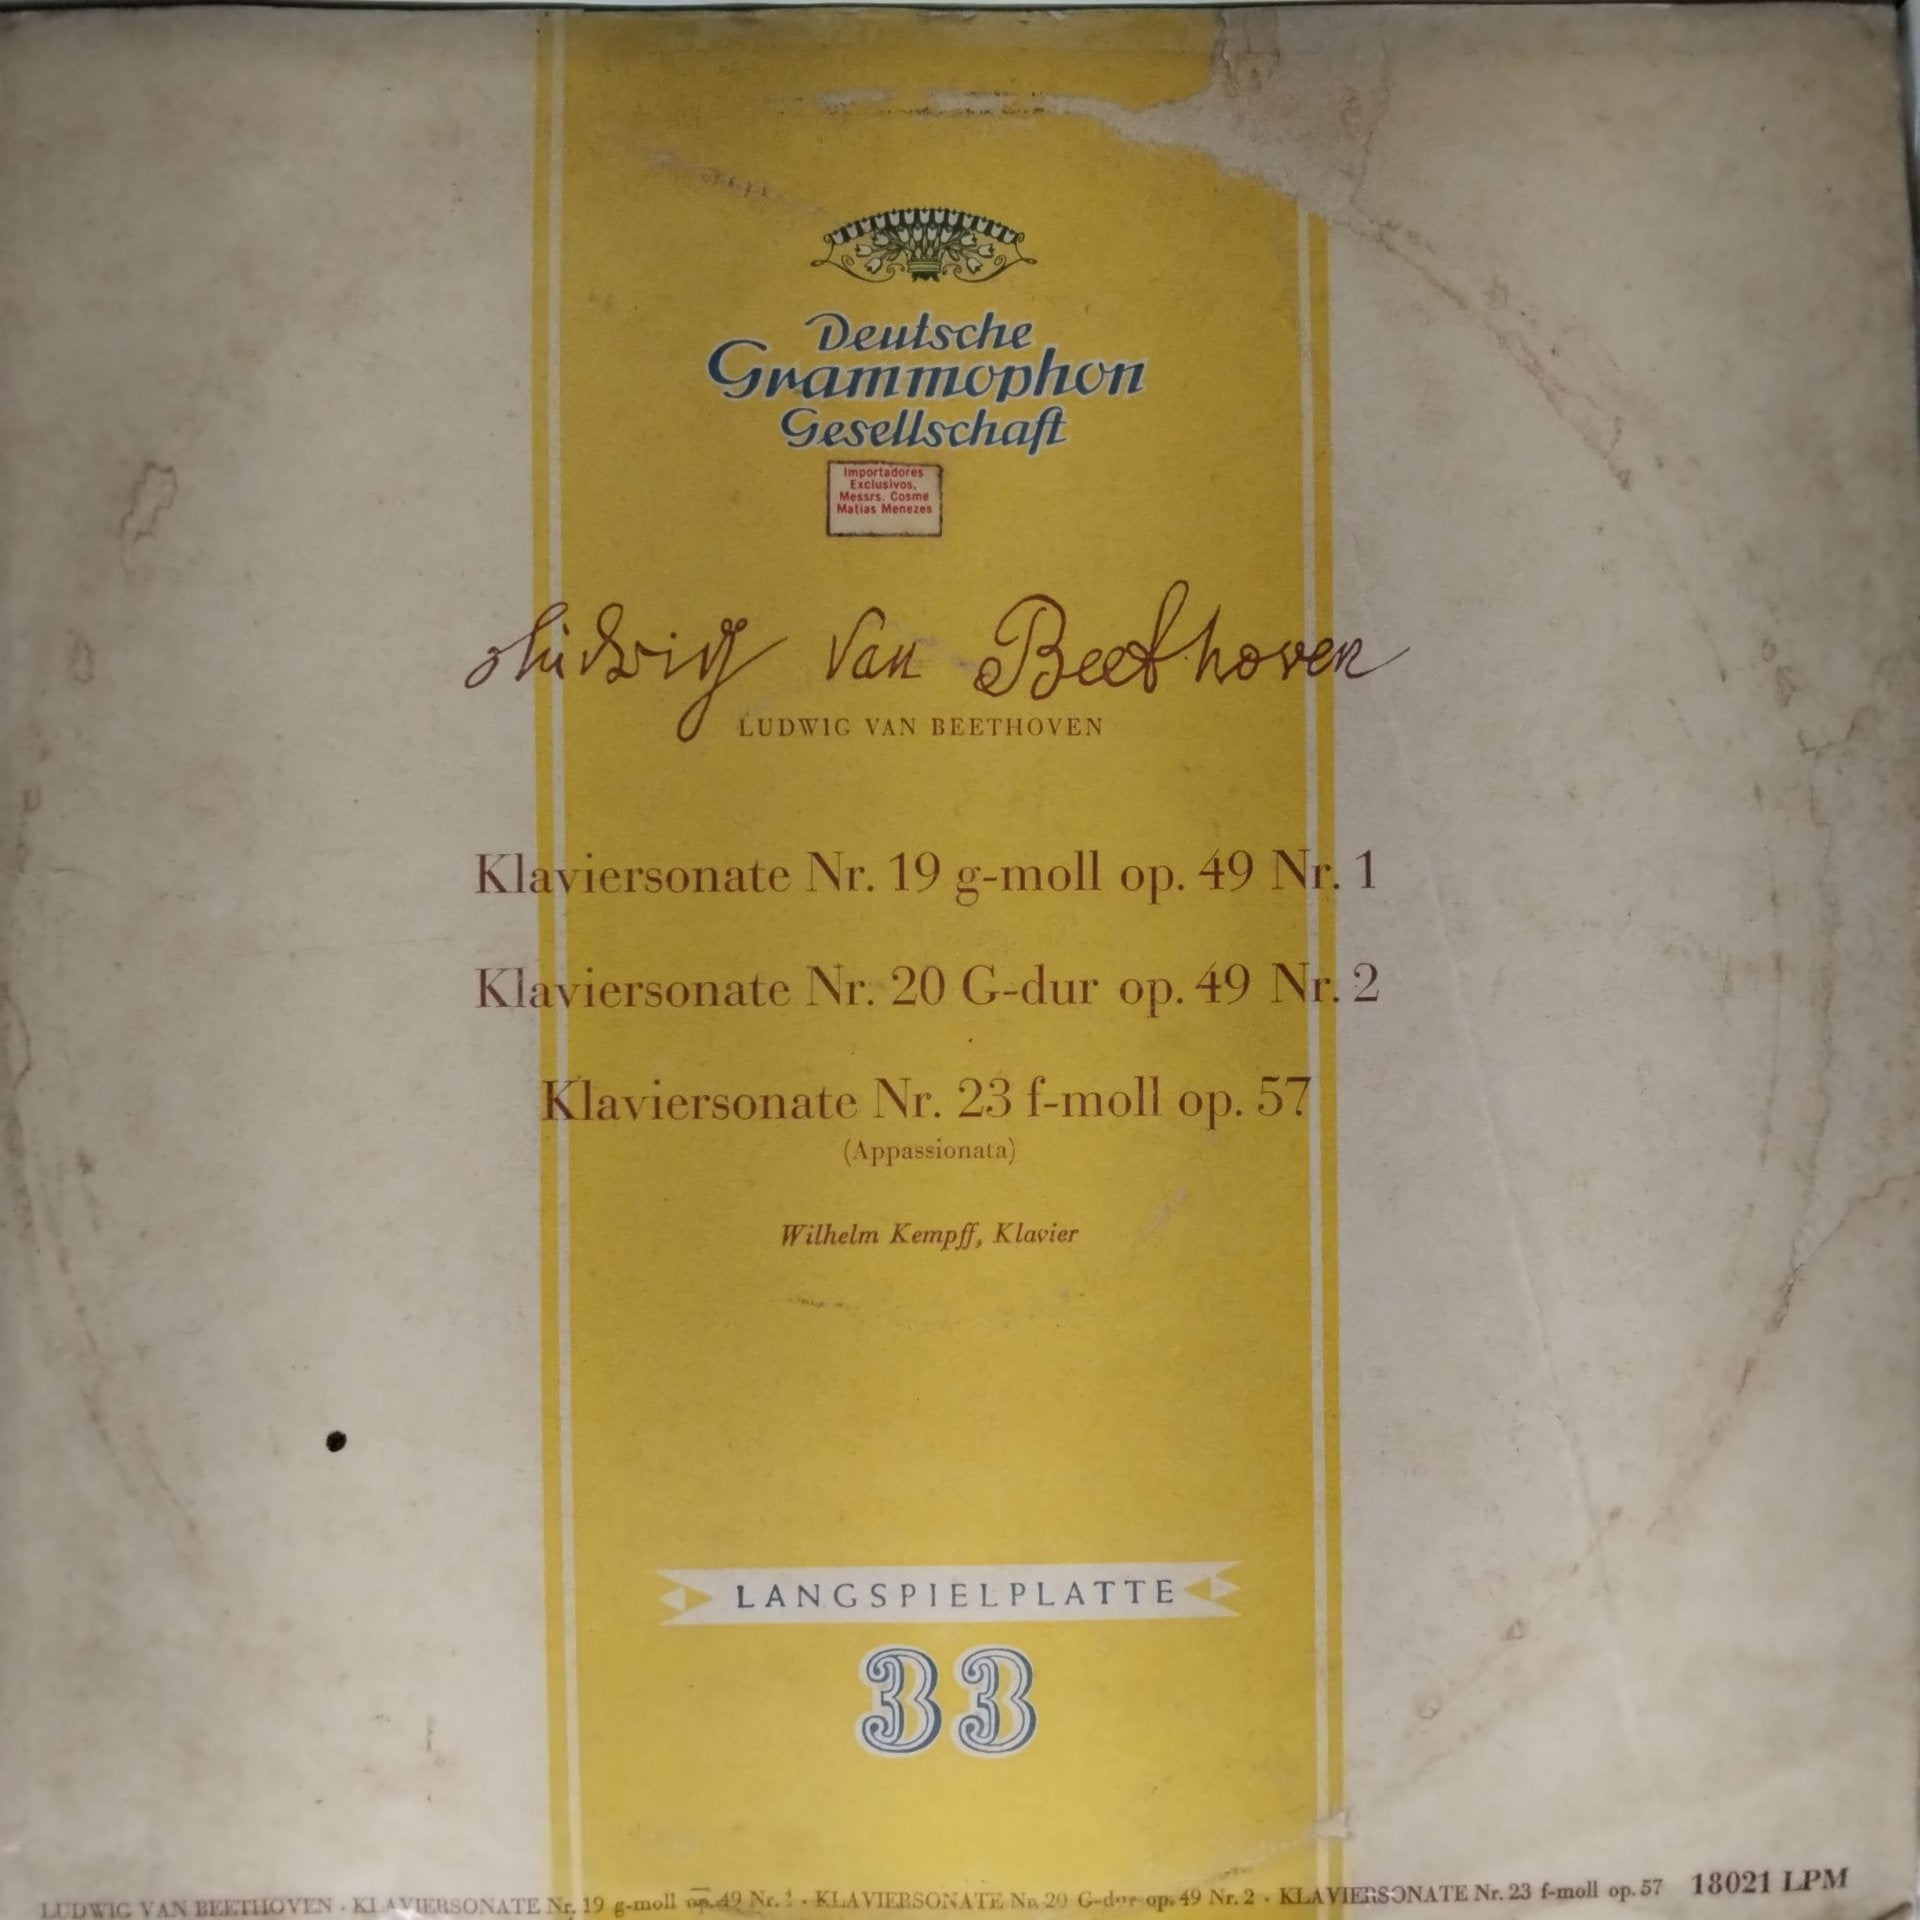 Deutsche
Grammophon
Gesellschaft
Importadores
Exclusivos.
Messrs. Cosme
Matias Menezes
Ludwig Van Beethoven
LUDWIG VAN BEETHOVEN
Klaviersonate Nr. 19 g-moll op. 49 Nr. 1
Klaviersonate Nr. 20 G-dur op. 49 Nr. 2
Klaviersonate Nr. 23 f-moll op. 57
(Appassionata)
Wilhelm Kempff, Klavier
LANGSPIELPLATTE
33
LUDWIG VAN BEETHOVEN · KLAVIERSONATE Nr. 19 g-moll op. 49 Nr. 1 · KLAVIERSONATE Nr. 20 G-dur op. 49 Nr. 2 · KLAVIERSONATE Nr. 23 f-moll op. 57 18021 LPM